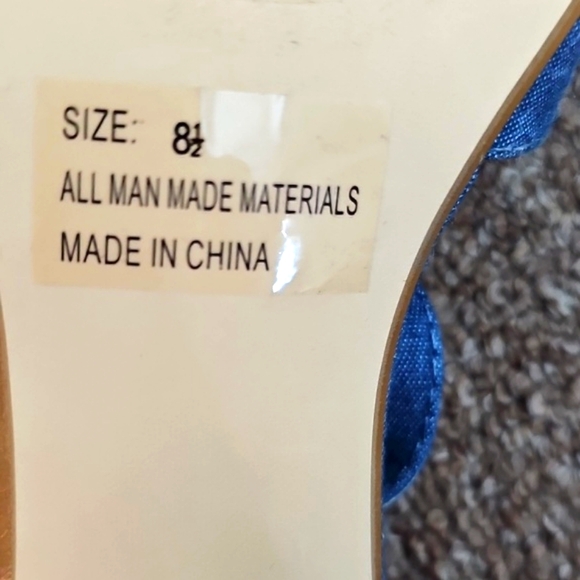 SIZE: 8½
ALL MAN MADE MATERIALS
MADE IN CHINA